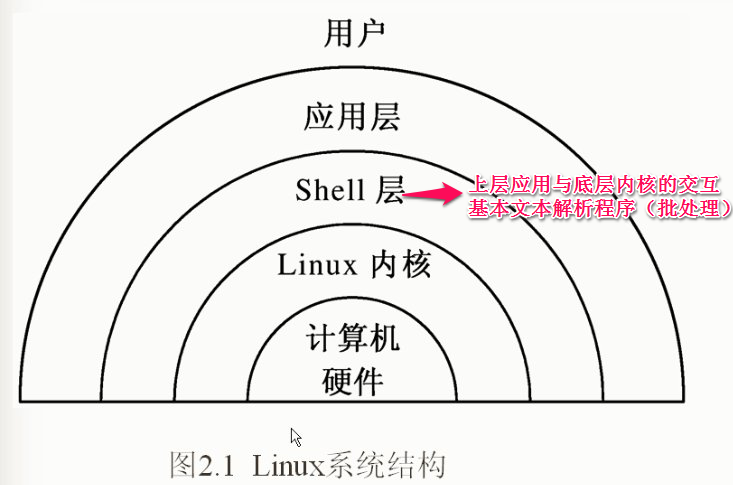 用户
应用层
Shell 层
上层应用与底层内核的交互
基本文本解析程序（批处理）
Linux 内核
计算机
硬件
图2.1 Linux系统结构